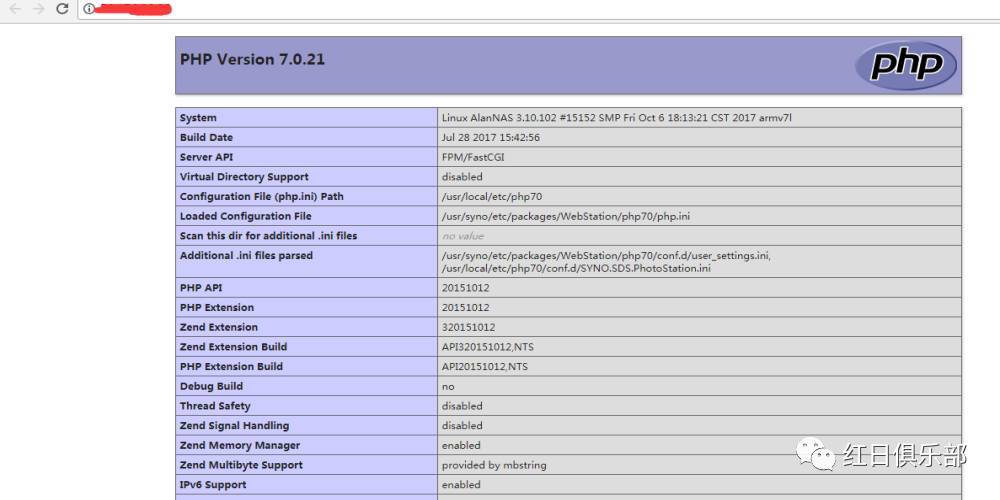 PHP Version 7.0.21
php
System Linux AlanNAS 3.10.102 #15152 SMP Fri Oct 6 18:13:21 CST 2017 armv7l
Build Date Jul 28 2017 15:42:56
Server API FPM/FastCGI
Virtual Directory Support disabled
Configuration File (php.ini) Path /usr/local/etc/php70
Loaded Configuration File /usr/syno/etc/packages/WebStation/php70/php.ini
Scan this dir for additional .ini files no value
Additional .ini files parsed /usr/syno/etc/packages/WebStation/php70/conf.d/user_settings.ini,
/usr/local/etc/php70/conf.d/SYNO.SDS.PhotoStation.ini
PHP API 20151012
PHP Extension 20151012
Zend Extension 320151012
Zend Extension Build API320151012,NTS
PHP Extension Build API20151012,NTS
Debug Build no
Thread Safety disabled
Zend Signal Handling disabled
Zend Memory Manager enabled
Zend Multibyte Support provided by mbstring
IPv6 Support enabled
红日俱乐部